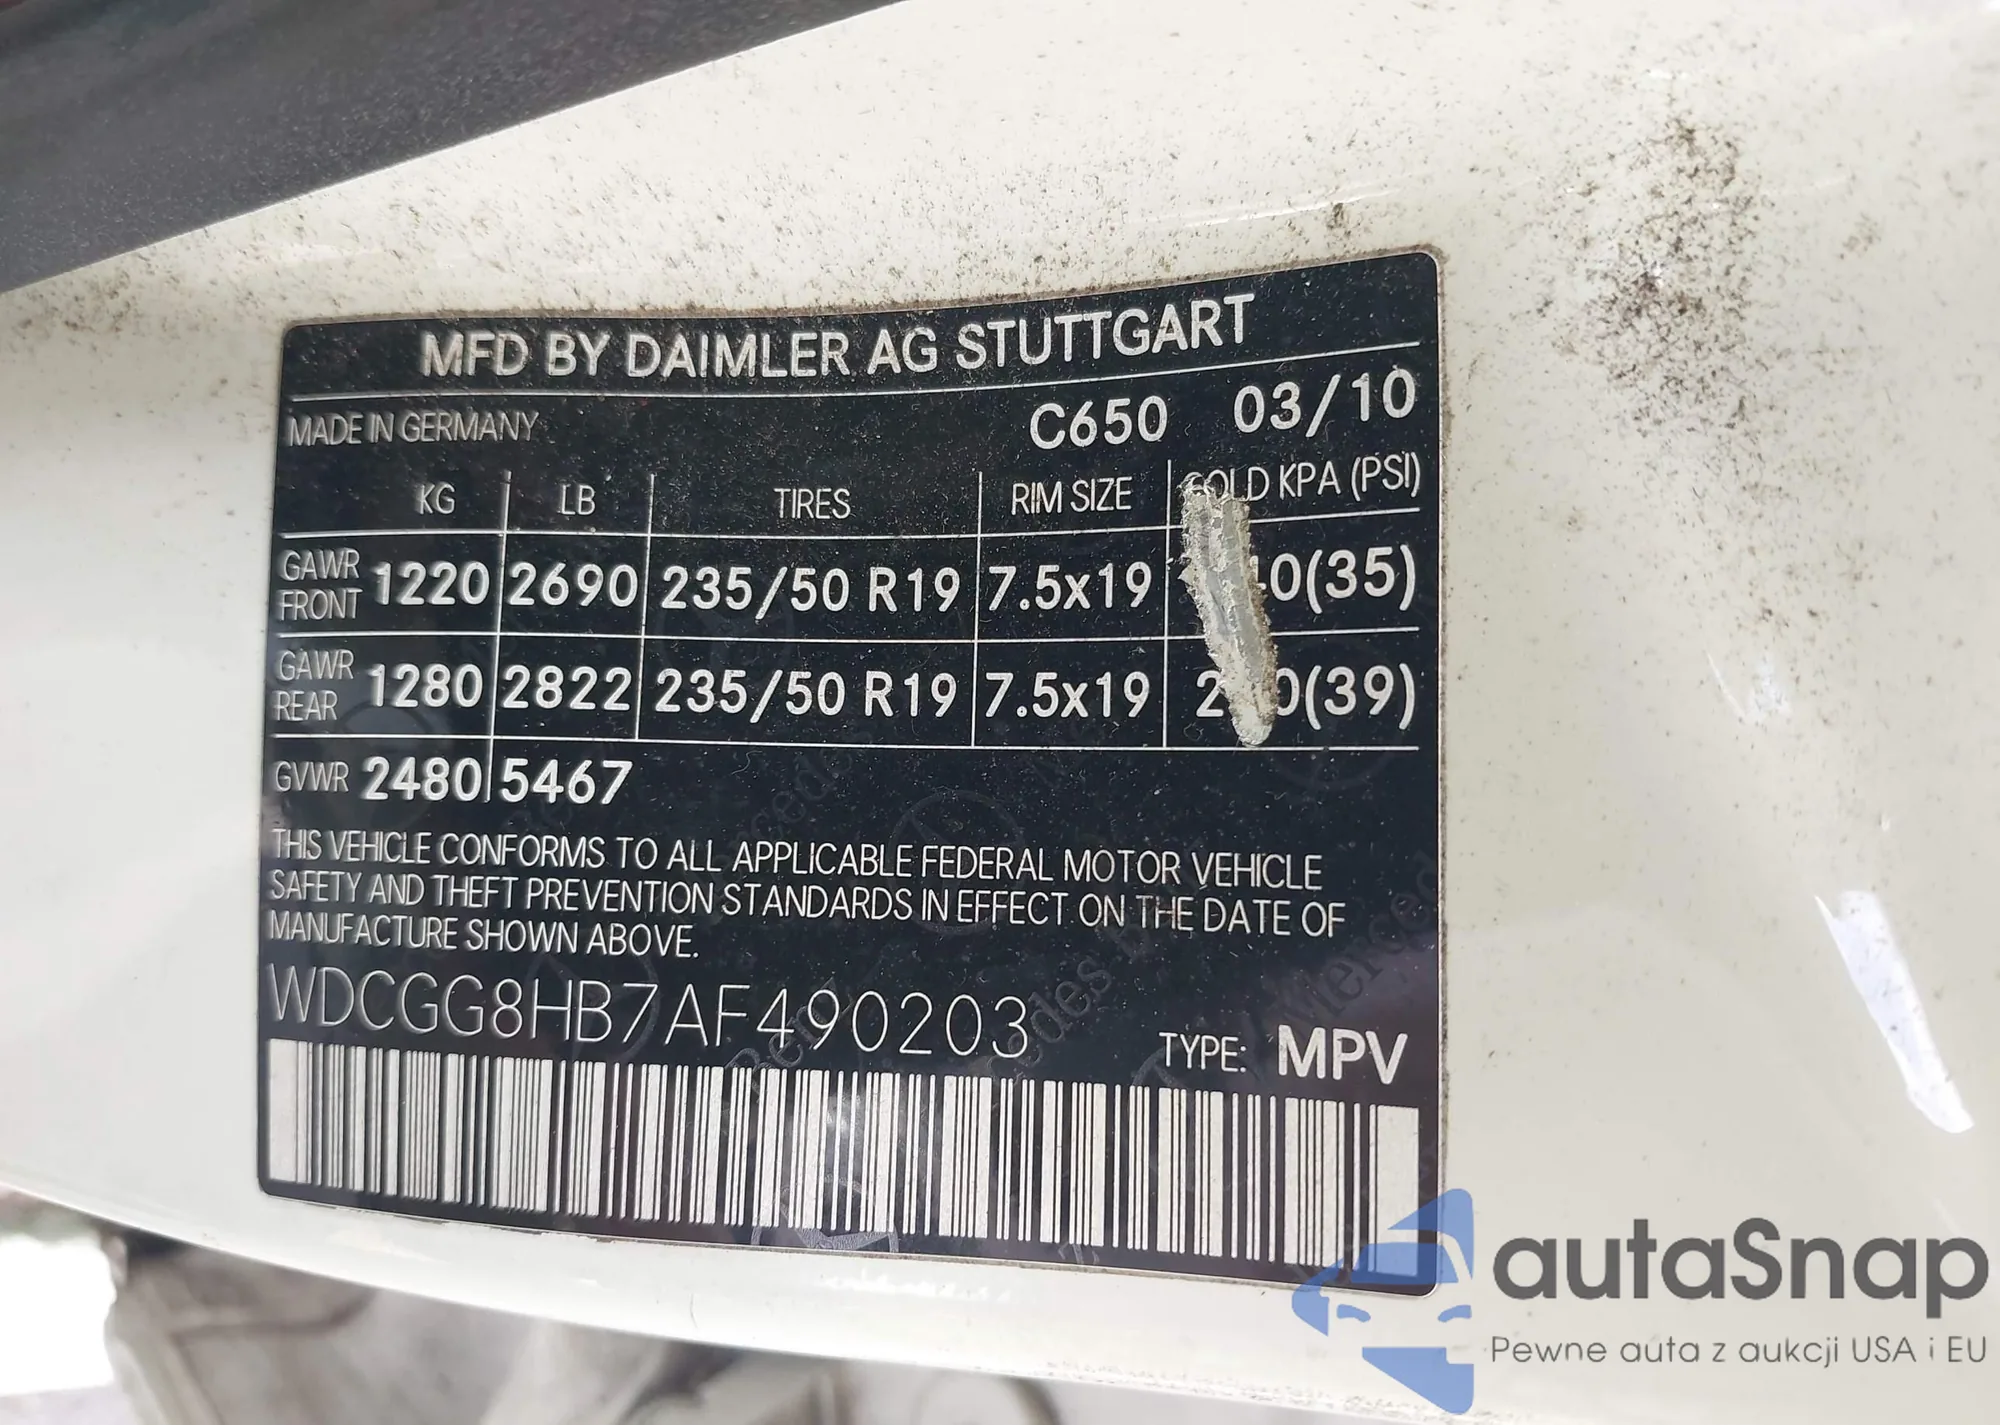 MFD BY DAIMLER AG STUTTGART
MADE IN GERMANY C650 03/10
KG LB TIRES RIM SIZE COLD KPA (PSI)
GAWR FRONT 1220 2690 235/50 R19 7.5x19 0(35)
GAWR REAR 1280 2822 235/50 R19 7.5x19 0(39)
GVWR 2480 5467
THIS VEHICLE CONFORMS TO ALL APPLICABLE FEDERAL MOTOR VEHICLE
SAFETY AND THEFT PREVENTION STANDARDS IN EFFECT ON THE DATE OF
MANUFACTURE SHOWN ABOVE.
WDCGG8HB7AF490203
TYPE: MPV
autaSnap
Pewne auta z aukcji USA i EU